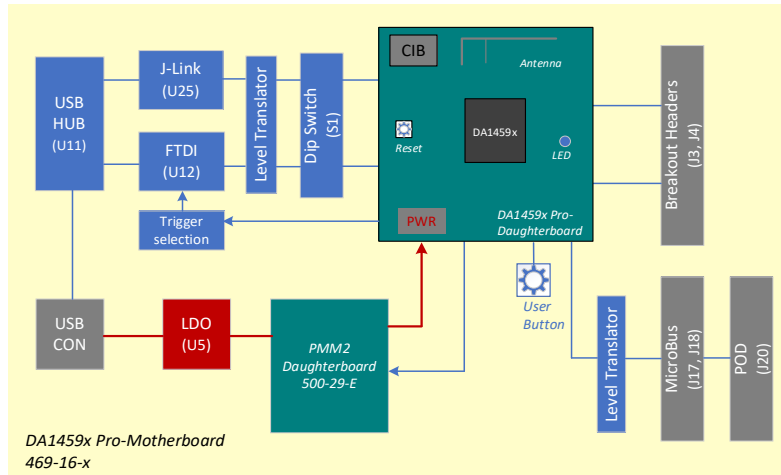 USB
HUB
(U11)
J-Link
(U25)
FTDI
(U12)
Trigger
selection
Level Translator
Dip Switch
(S1)
CIB
Antenna
DA1459x
Reset
LED
PWR
DA1459x Pro-
Daughterboard
Breakout Headers
(J3, J4)
USB
CON
LDO
(U5)
PMM2
Daughterboard
500-29-E
User
Button
Level Translator
MicroBus
(J17, J18)
POD
(J20)
DA1459x Pro-Motherboard
469-16-x